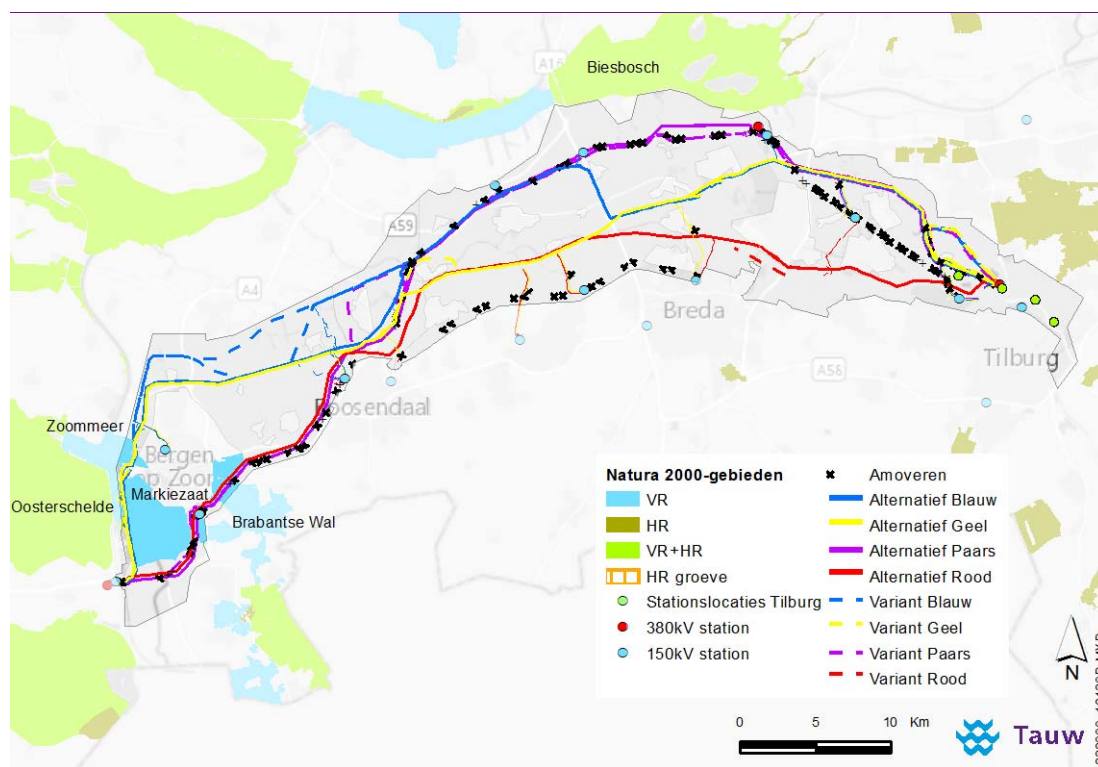 Biesbosch
A16
A59
A4
Breda
A58
Tilburg
Roosendaal
Zoommeer
Bergen
op Zoom
Markiezaat
Oosterschelde
Brabantse Wal
Natura 2000-gebieden
VR
HR
VR+HR
HR groeve
Stationslocaties Tilburg
380kV station
150kV station
Amoveren
Alternatief Blauw
Alternatief Geel
Alternatief Paars
Alternatief Rood
Variant Blauw
Variant Geel
Variant Paars
Variant Rood
N
0 5 10 Km
Tauw